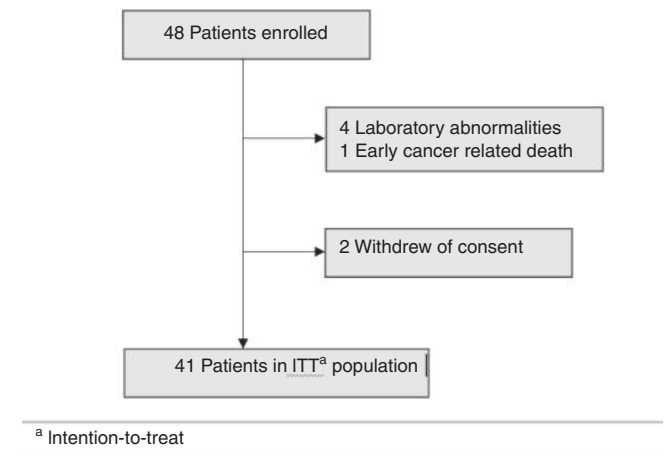 48 Patients enrolled
4 Laboratory abnormalities
1 Early cancer related death
2 Withdrew of consent
41 Patients in ITTᵃ population
ᵃ Intention-to-treat